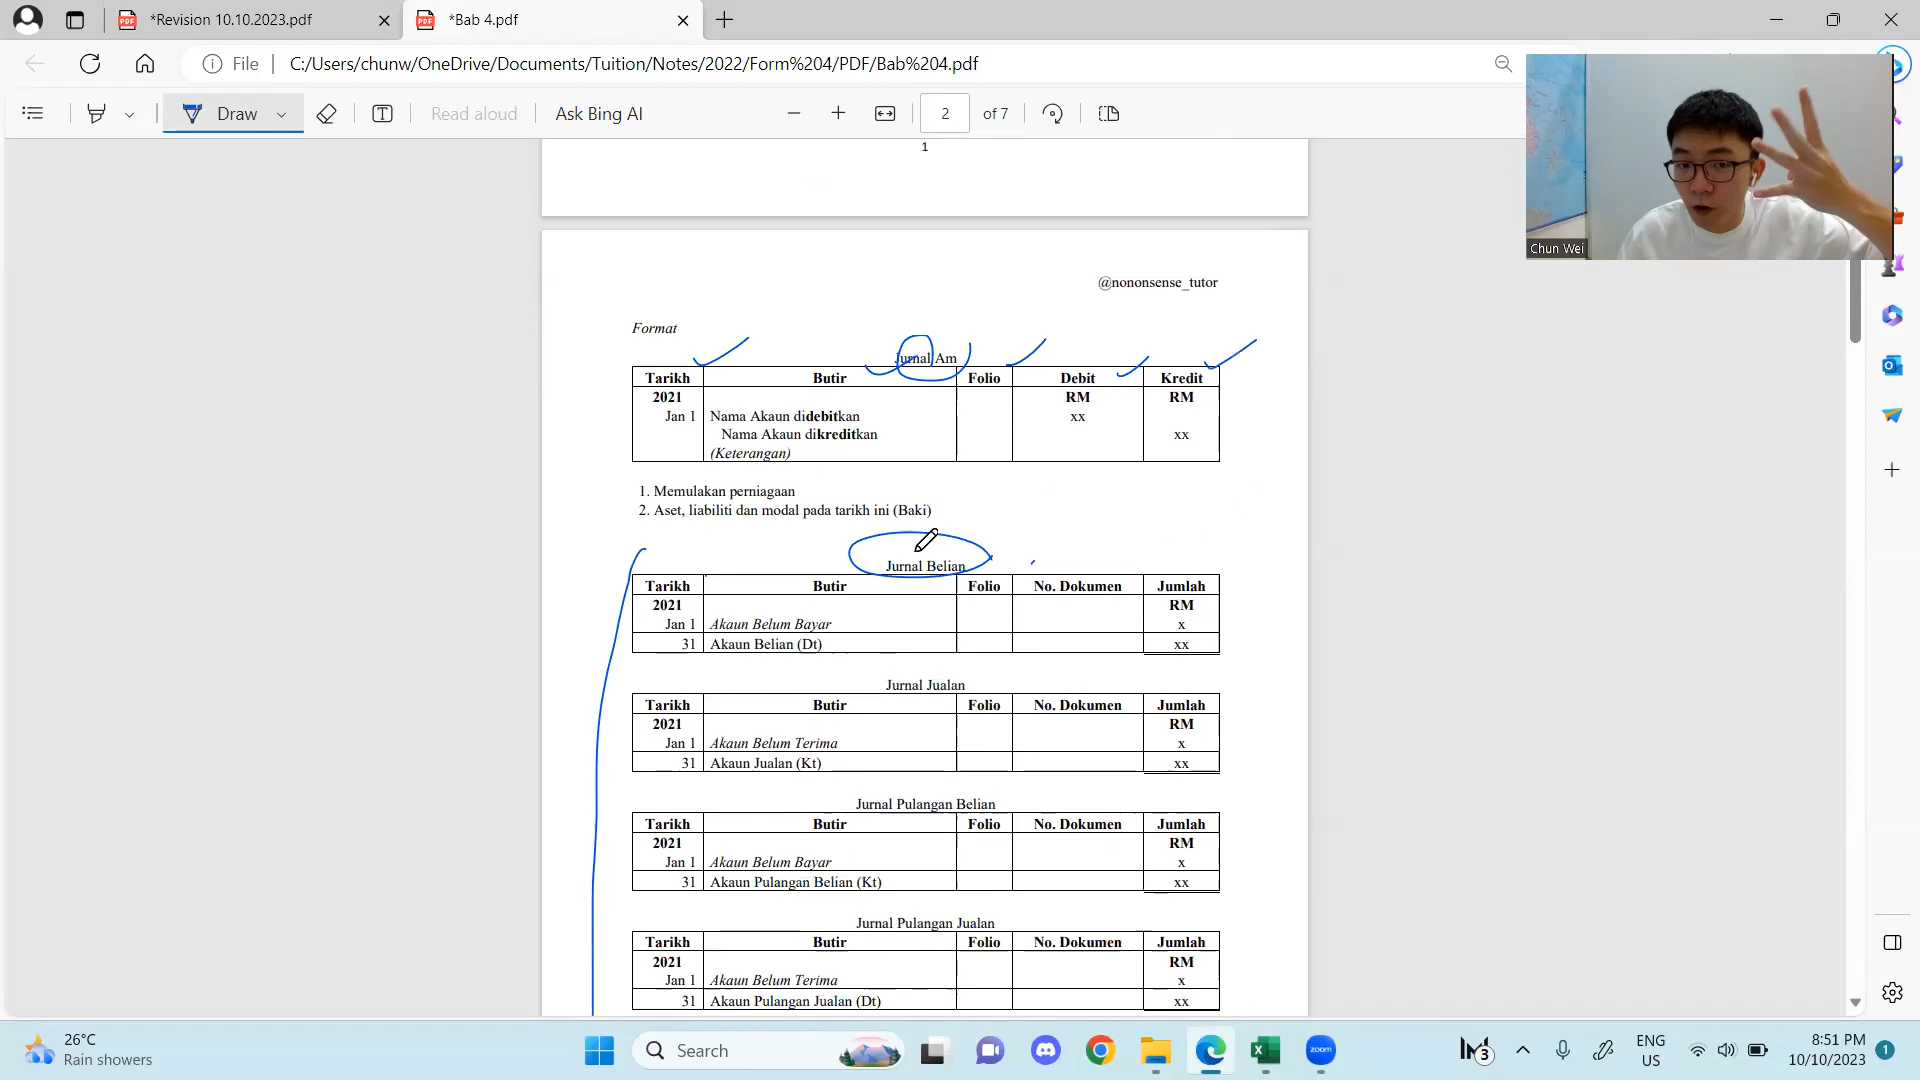 *Revision 10.10.2023.pdf
*Bab 4.pdf
File
C:/Users/chunw/OneDrive/Documents/Tuition/Notes/2022/Form%204/PDF/Bab%204.pdf
Draw
Read aloud
Ask Bing AI
2 of 7
Chun Wei
1
@nononsense_tutor
Format
Jurnal Am
Tarikh Butir Folio Debit Kredit
2021 RM RM
Jan 1 Nama Akaun didebitkan xx
Nama Akaun dikreditkan xx
(Keterangan)
1. Memulakan perniagaan
2. Aset, liabiliti dan modal pada tarikh ini (Baki)
Jurnal Belian
Tarikh Butir Folio No. Dokumen Jumlah
2021 RM
Jan 1 Akaun Belum Bayar x
31 Akaun Belian (Dt) xx
Jurnal Jualan
Tarikh Butir Folio No. Dokumen Jumlah
2021 RM
Jan 1 Akaun Belum Terima x
31 Akaun Jualan (Kt) xx
Jurnal Pulangan Belian
Tarikh Butir Folio No. Dokumen Jumlah
2021 RM
Jan 1 Akaun Belum Bayar x
31 Akaun Pulangan Belian (Kt) xx
Jurnal Pulangan Jualan
Tarikh Butir Folio No. Dokumen Jumlah
2021 RM
Jan 1 Akaun Belum Terima x
31 Akaun Pulangan Jualan (Dt) xx
26°C
Rain showers
Search
zoom
3
ENG
US
8:51 PM
10/10/2023
1